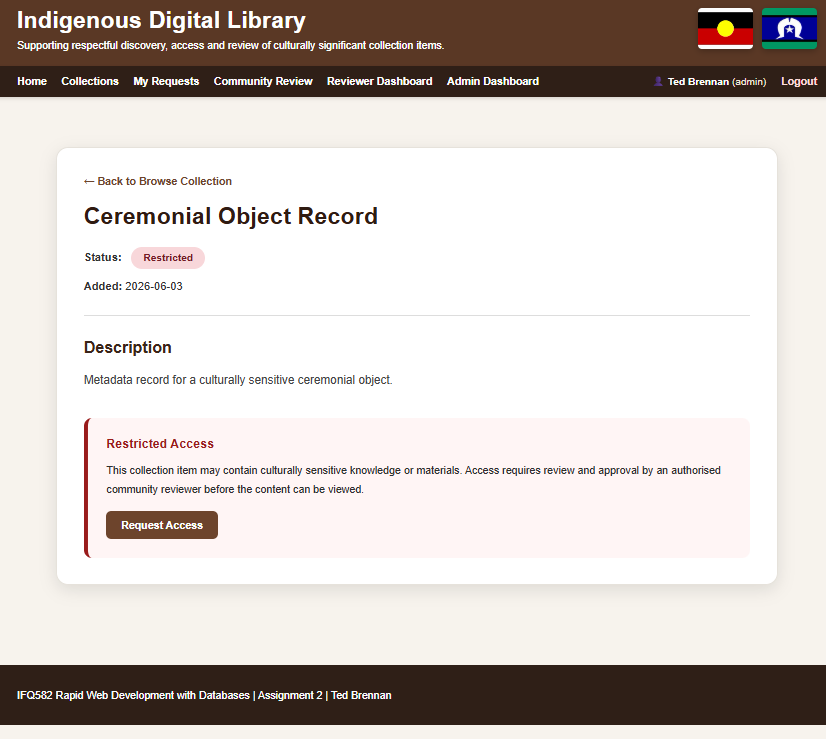 Indigenous Digital Library
Supporting respectful discovery, access and review of culturally significant collection items.
Home Collections My Requests Community Review Reviewer Dashboard Admin Dashboard Ted Brennan (admin) Logout
← Back to Browse Collection
Ceremonial Object Record
Status: Restricted
Added: 2026-06-03
Description
Metadata record for a culturally sensitive ceremonial object.
Restricted Access
This collection item may contain culturally sensitive knowledge or materials. Access requires review and approval by an authorised
community reviewer before the content can be viewed.
Request Access
IFQ582 Rapid Web Development with Databases | Assignment 2 | Ted Brennan